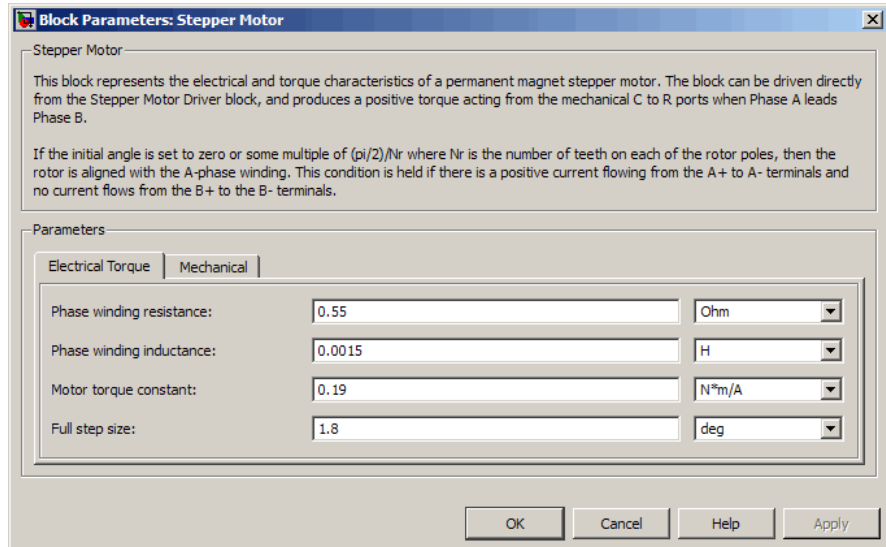 Block Parameters: Stepper Motor
Stepper Motor
This block represents the electrical and torque characteristics of a permanent magnet stepper motor. The block can be driven directly
from the Stepper Motor Driver block, and produces a positive torque acting from the mechanical C to R ports when Phase A leads
Phase B.
If the initial angle is set to zero or some multiple of (pi/2)/Nr where Nr is the number of teeth on each of the rotor poles, then the
rotor is aligned with the A-phase winding. This condition is held if there is a positive current flowing from the A+ to A- terminals and
no current flows from the B+ to the B- terminals.
Parameters
Electrical Torque Mechanical
Phase winding resistance: 0.55 Ohm
Phase winding inductance: 0.0015 H
Motor torque constant: 0.19 N*m/A
Full step size: 1.8 deg
OK Cancel Help Apply